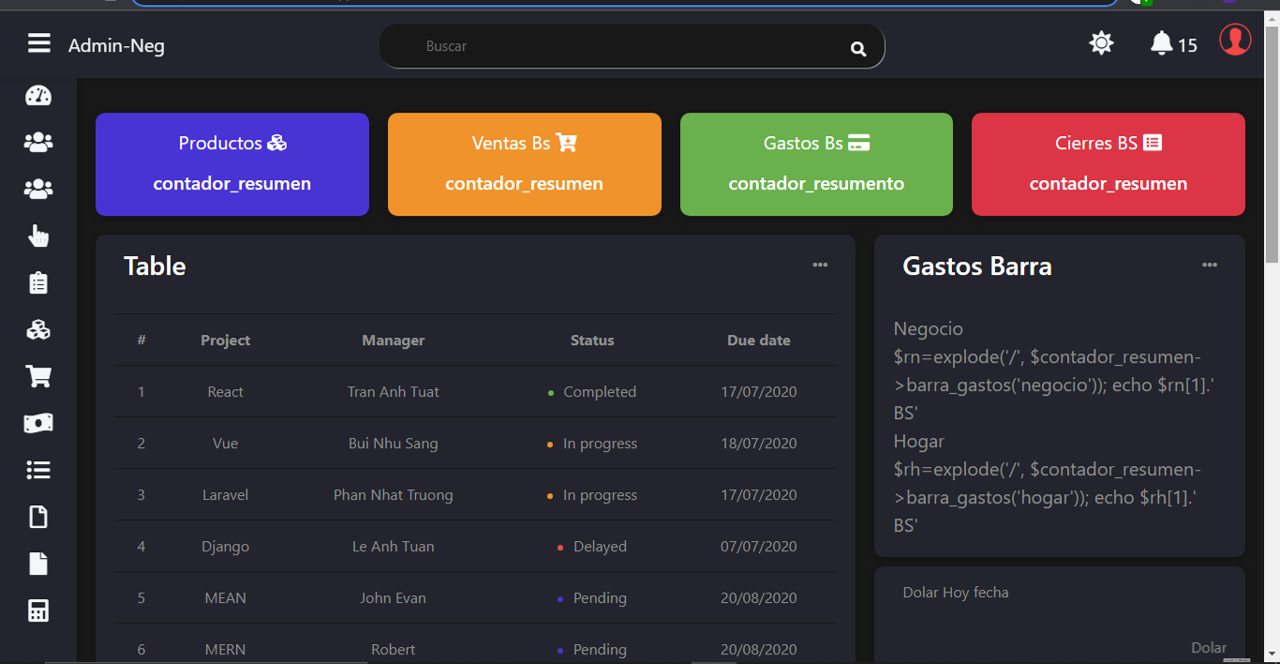 Admin-Neg
Buscar
15
Productos
contador_resumen
Ventas Bs
contador_resumen
Gastos Bs
contador_resumento
Cierres BS
contador_resumen
Table
# Project Manager Status Due date
1 React Tran Anh Tuat Completed 17/07/2020
2 Vue Bui Nhu Sang In progress 18/07/2020
3 Laravel Phan Nhat Truong In progress 17/07/2020
4 Django Le Anh Tuan Delayed 07/07/2020
5 MEAN John Evan Pending 20/08/2020
6 MERN Robert Pending 20/08/2020
Gastos Barra
Negocio
$rn=explode('/', $contador_resumen-
>barra_gastos('negocio')); echo $rn[1].'
BS'
Hogar
$rh=explode('/', $contador_resumen-
>barra_gastos('hogar')); echo $rh[1].'
BS'
Dolar Hoy fecha
Dolar